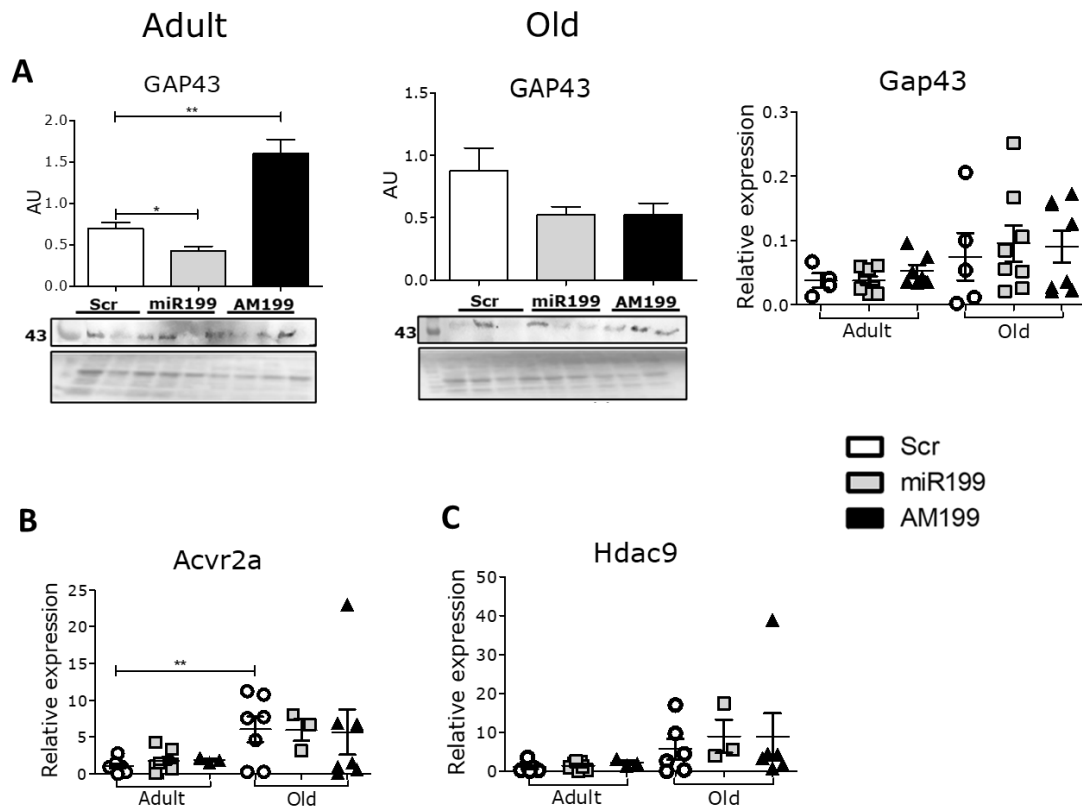 Adult
Old
A
GAP43
2.0
1.5
1.0
0.5
0.0
AU
**
*
Scr miR199 AM199
43
GAP43
1.5
1.0
0.5
0.0
AU
Scr miR199 AM199
43
Gap43
0.3
0.2
0.1
0.0
Relative expression
Adult Old
Scr
miR199
AM199
B
Acvr2a
25
20
15
10
5
0
Relative expression
**
Adult Old
C
Hdac9
50
40
30
20
10
0
Relative expression
Adult Old